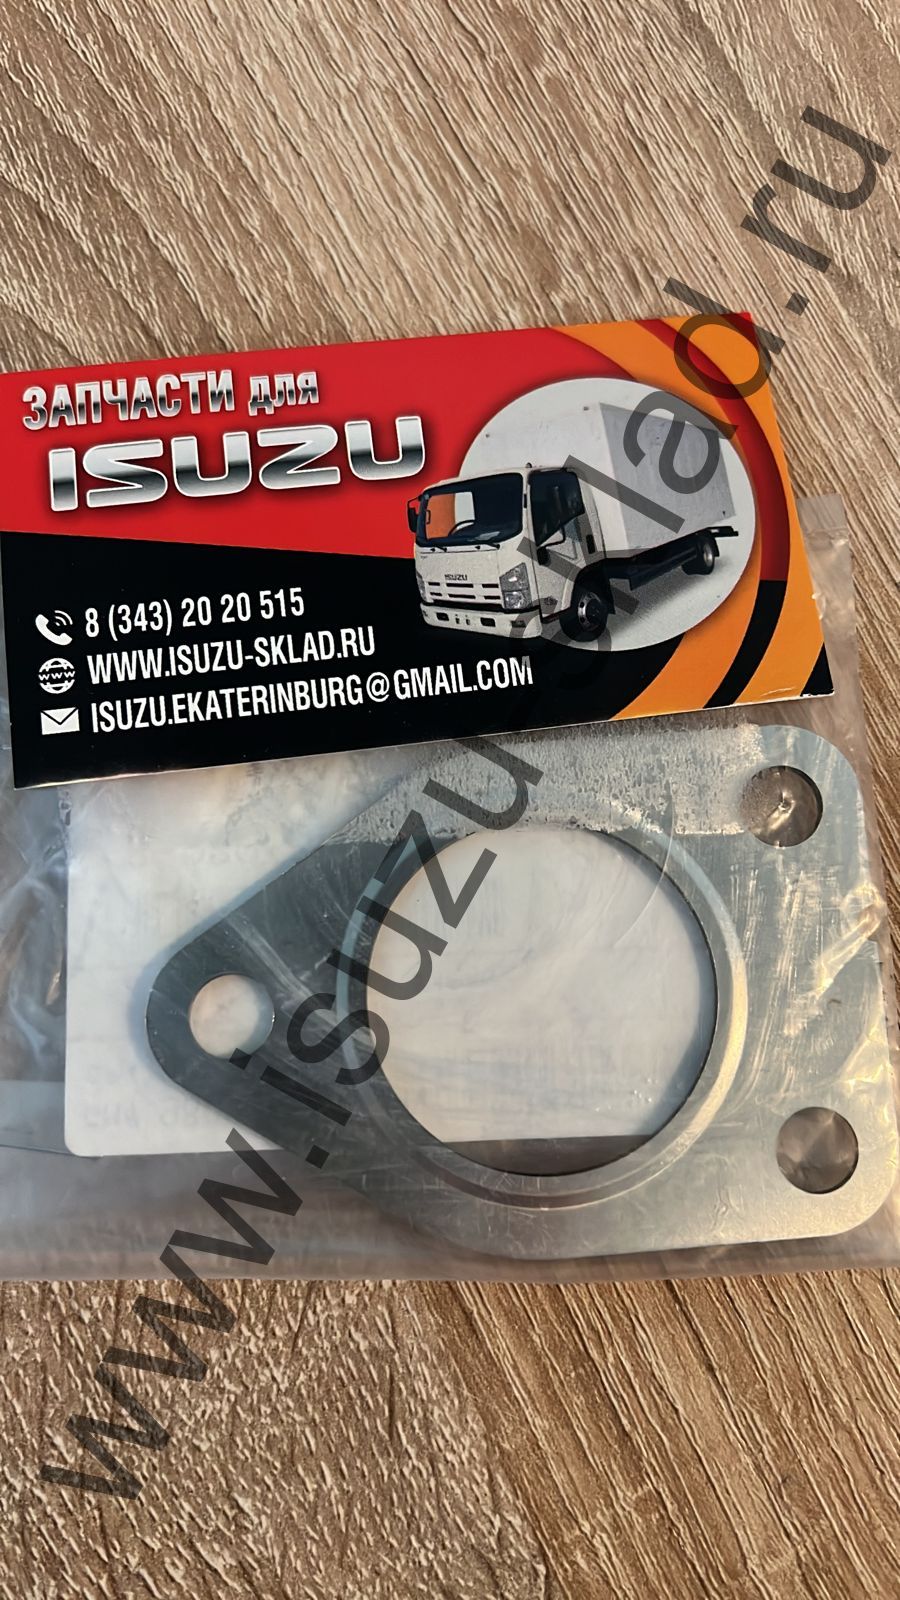 ЗАПЧАСТИ для
ISUZU
8 (343) 20 20 515
WWW
WWW.ISUZU-SKLAD.RU
ISUZU.EKATERINBURG@GMAIL.COM
ISUZU
www.isuzu-sklad.ru